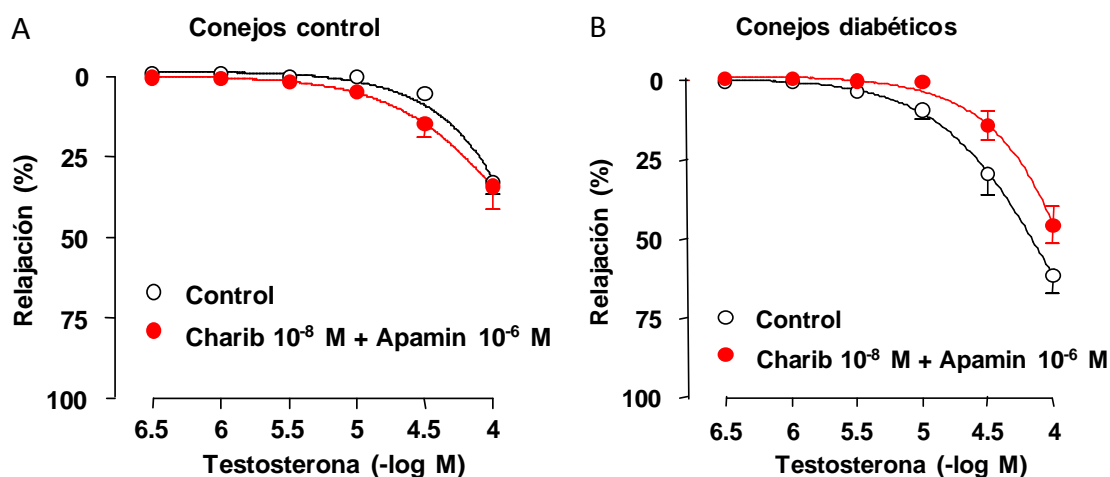 A
Conejos control
0
25
50
75
100
Relajación (%)
Control
Charib 10⁻⁸ M + Apamin 10⁻⁶ M
6.5 6 5.5 5 4.5 4
Testosterona (-log M)
B
Conejos diabéticos
0
25
50
75
100
Relajación (%)
Control
Charib 10⁻⁸ M + Apamin 10⁻⁶ M
6.5 6 5.5 5 4.5 4
Testosterona (-log M)